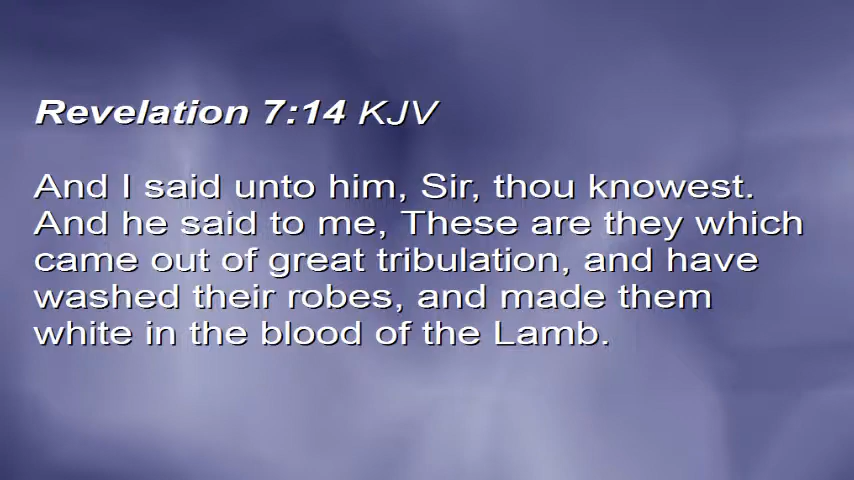 Revelation 7:14 KJV
And I said unto him, Sir, thou knowest.
And he said to me, These are they which
came out of great tribulation, and have
washed their robes, and made them
white in the blood of the Lamb.